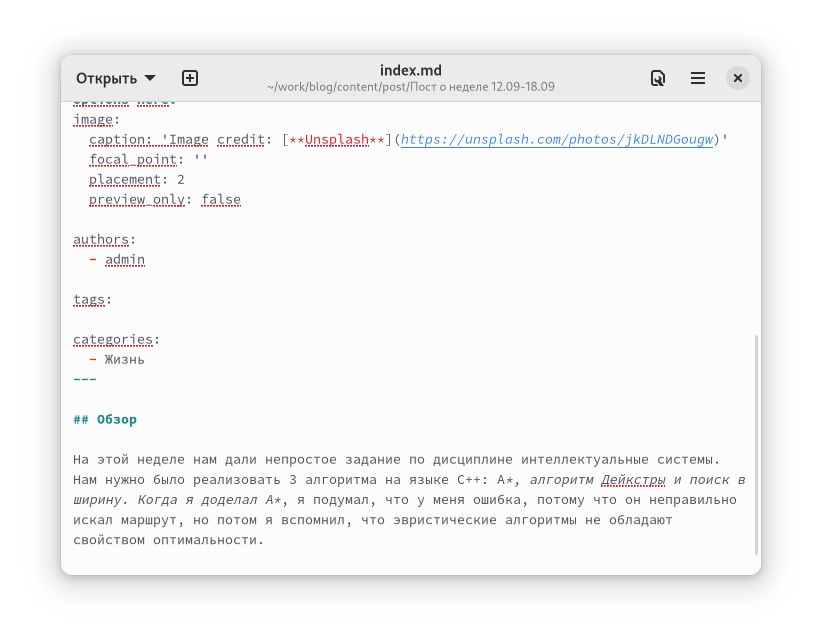 Открыть
index.md
~/work/blog/content/post/Пост о неделе 12.09-18.09
options here.
image:
caption: 'Image credit: [**Unsplash**](https://unsplash.com/photos/jkDLNDGougw)'
focal_point: ''
placement: 2
preview_only: false
authors:
- admin
tags:
categories:
- Жизнь
---
## Обзор
На этой неделе нам дали непростое задание по дисциплине интеллектуальные системы.
Нам нужно было реализовать 3 алгоритма на языке C++: A*, алгоритм Дейкстры и поиск в
ширину. Когда я доделал A*, я подумал, что у меня ошибка, потому что он неправильно
искал маршрут, но потом я вспомнил, что эвристические алгоритмы не обладают
свойством оптимальности.